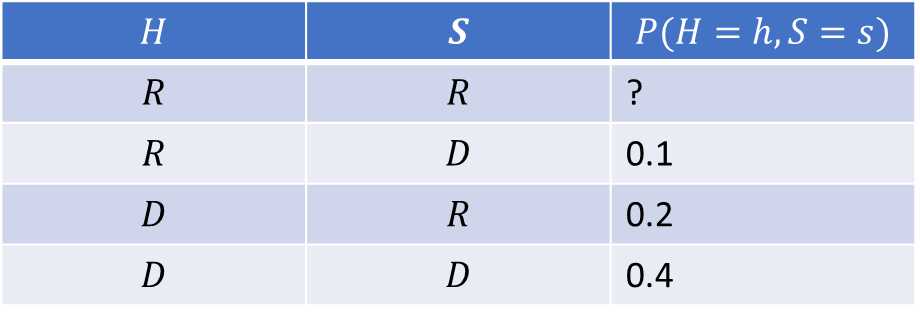 H S P(H = h, S = s)
R R ?
R D 0.1
D R 0.2
D D 0.4